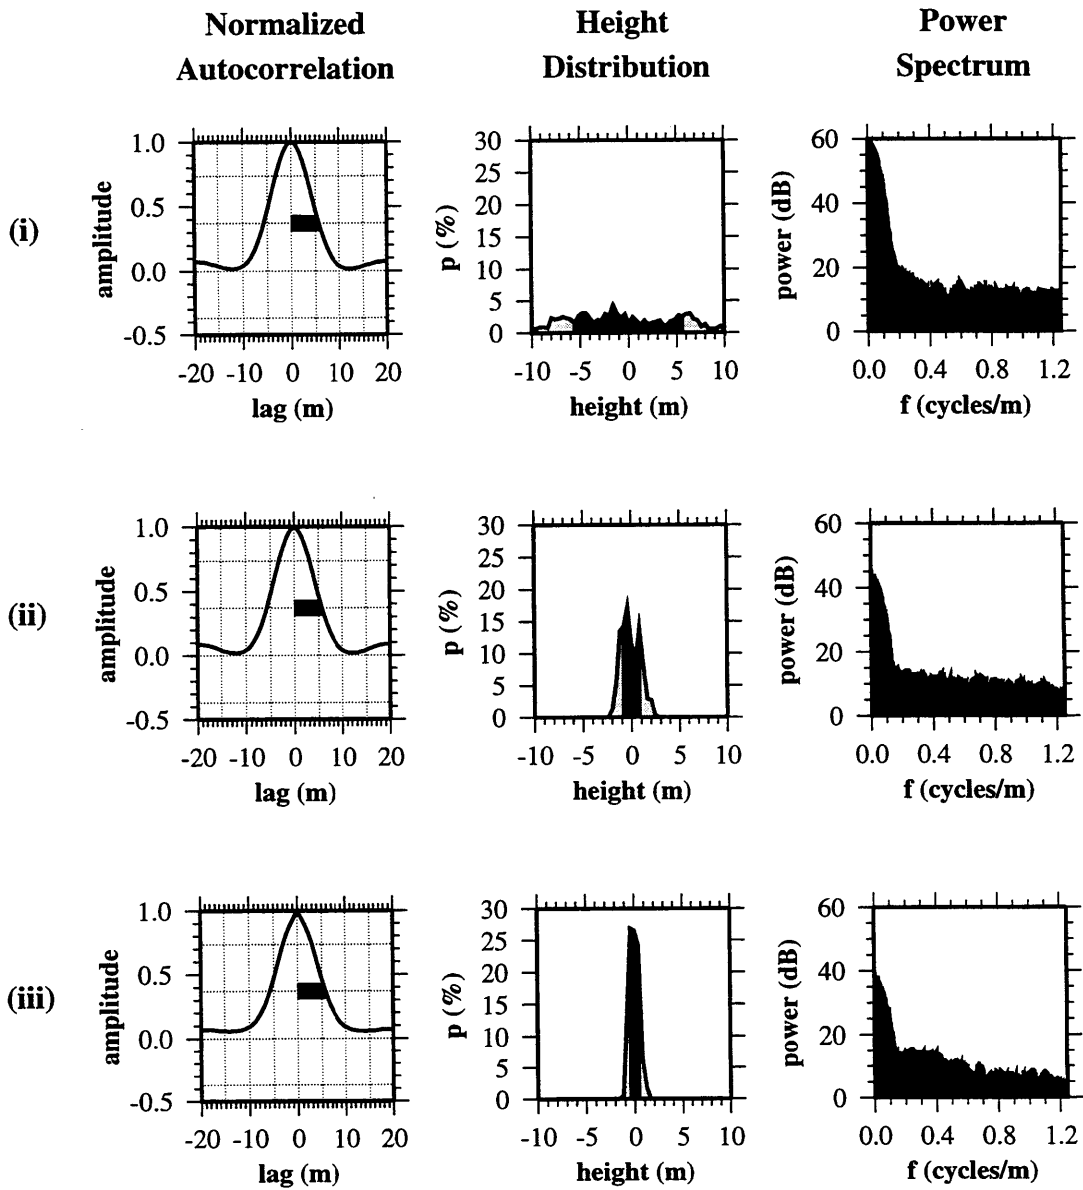 Normalized
Autocorrelation
Height
Distribution
Power
Spectrum
(i)
amplitude
1.0
0.5
0.0
-0.5
-20 -10 0 10 20
lag (m)
p (%)
30
25
20
15
10
5
0
-10 -5 0 5 10
height (m)
power (dB)
60
40
20
0
0.0 0.4 0.8 1.2
f (cycles/m)
(ii)
amplitude
1.0
0.5
0.0
-0.5
-20 -10 0 10 20
lag (m)
p (%)
30
25
20
15
10
5
0
-10 -5 0 5 10
height (m)
power (dB)
60
40
20
0
0.0 0.4 0.8 1.2
f (cycles/m)
(iii)
amplitude
1.0
0.5
0.0
-0.5
-20 -10 0 10 20
lag (m)
p (%)
30
25
20
15
10
5
0
-10 -5 0 5 10
height (m)
power (dB)
60
40
20
0
0.0 0.4 0.8 1.2
f (cycles/m)